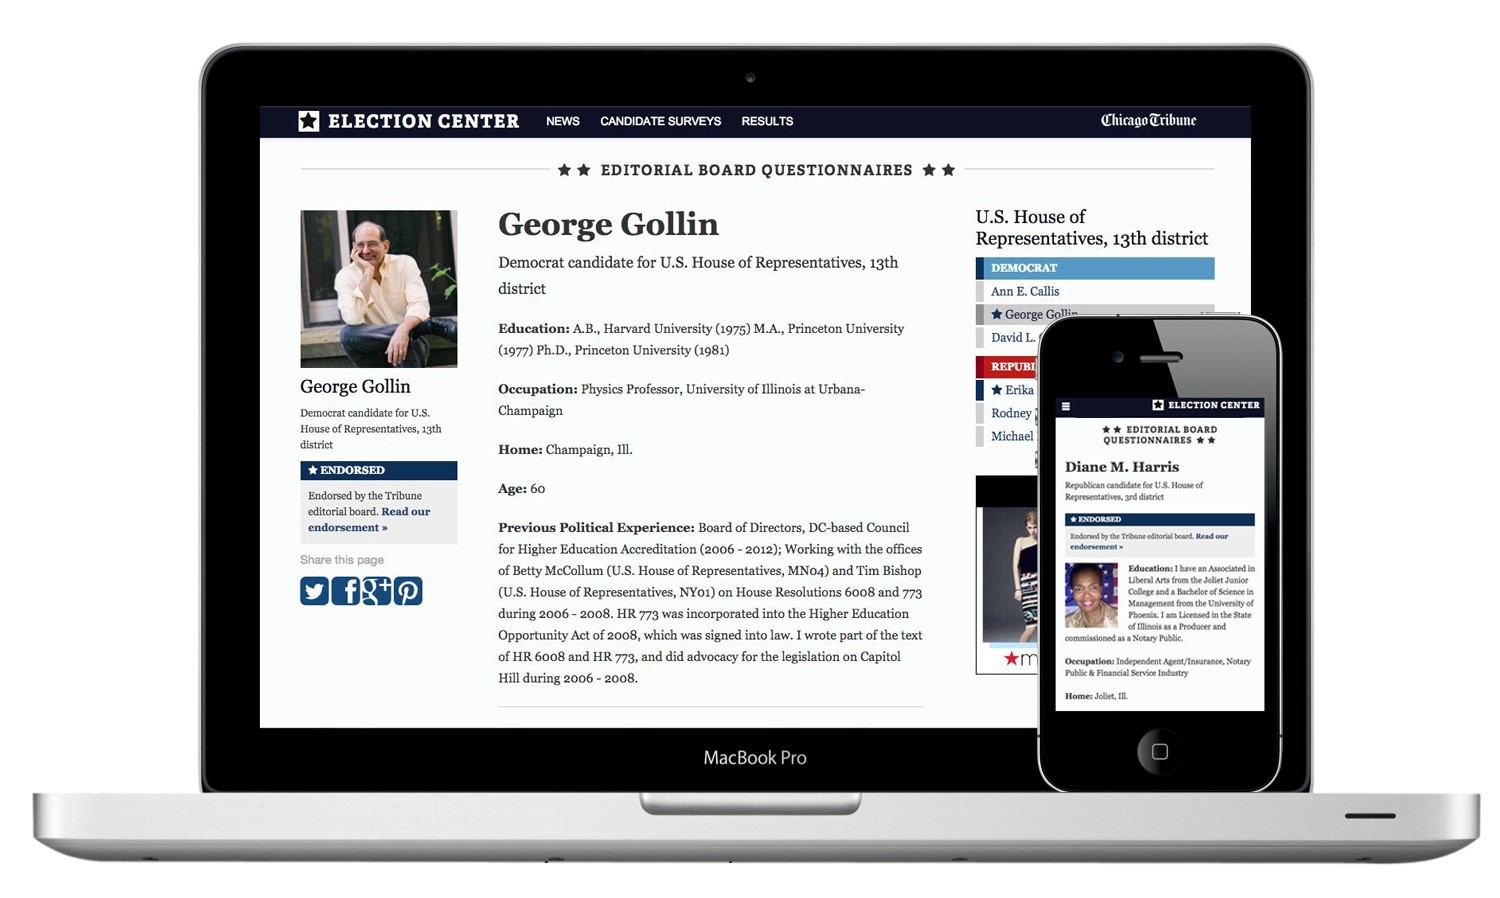 ELECTION CENTER NEWS CANDIDATE SURVEYS RESULTS Chicago Tribune
EDITORIAL BOARD QUESTIONNAIRES
George Gollin
Democrat candidate for U.S.
House of Representatives, 13th
district
ENDORSED
Endorsed by the Tribune
editorial board. Read our
endorsement »
Share this page
George Gollin
Democrat candidate for U.S. House of Representatives, 13th
district
Education: A.B., Harvard University (1975) M.A., Princeton University
(1977) Ph.D., Princeton University (1981)
Occupation: Physics Professor, University of Illinois at Urbana-
Champaign
Home: Champaign, Ill.
Age: 60
Previous Political Experience: Board of Directors, DC-based Council
for Higher Education Accreditation (2006 - 2012); Working with the offices
of Betty McCollum (U.S. House of Representatives, MN04) and Tim Bishop
(U.S. House of Representatives, NY01) on House Resolutions 6008 and 773
during 2006 - 2008. HR 773 was incorporated into the Higher Education
Opportunity Act of 2008, which was signed into law. I wrote part of the text
of HR 6008 and HR 773, and did advocacy for the legislation on Capitol
Hill during 2006 - 2008.
U.S. House of
Representatives, 13th district
DEMOCRAT
Ann E. Callis
George Gollin
David L.
REPUBL
Erika
Rodney
Michael
m
ELECTION CENTER
EDITORIAL BOARD
QUESTIONNAIRES
Diane M. Harris
Republican candidate for U.S. House of
Representatives, 3rd district
ENDORSED
Endorsed by the Tribune editorial board. Read our
endorsement »
Education: I have an Associated in
Liberal Arts from the Joliet Junior
College and a Bachelor of Science in
Management from the University of
Phoenix. I am Licensed in the State
of Illinois as a Producer and
commissioned as a Notary Public.
Occupation: Independent Agent/Insurance, Notary
Public & Financial Service Industry
Home: Joliet, Ill.
MacBook Pro